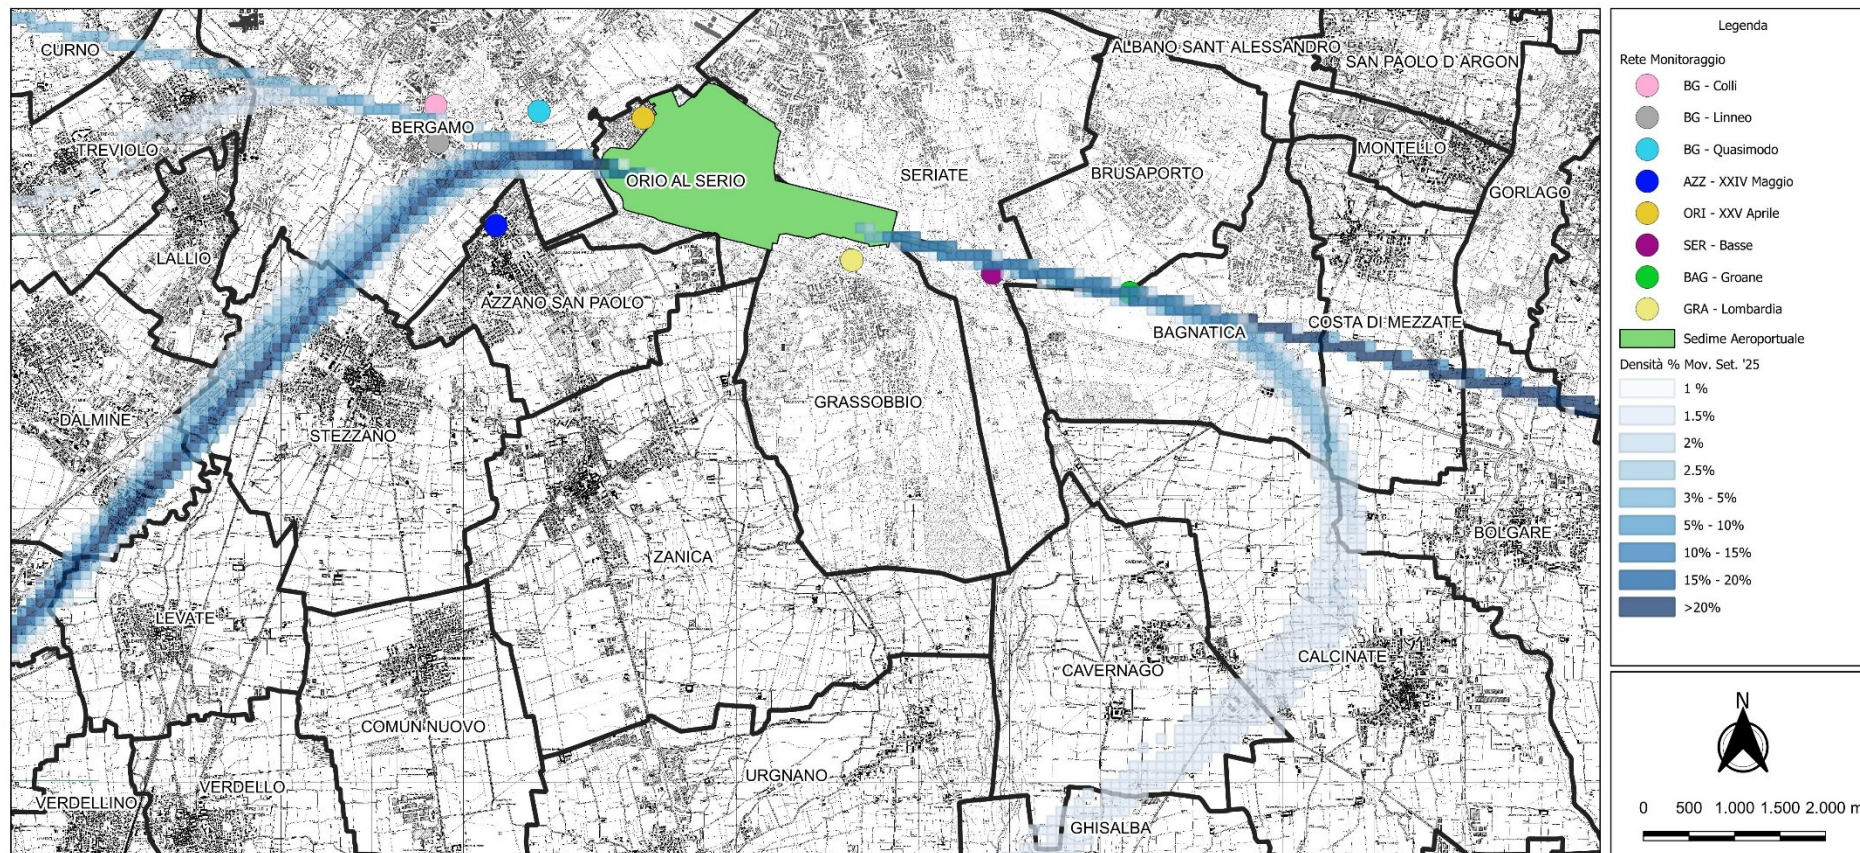 CURNO
TREVIOLO
LALLIO
BERGAMO
ORIO AL SERIO
SERIATE
ALBANO SANT`ALESSANDRO
SAN PAOLO D`ARGON
BRUSAPORTO
MONTELLO
GORLAGO
AZZANO SAN PAOLO
BAGNATICA
COSTA DI MEZZATE
GRASSOBBIO
DALMINE
STEZZANO
ZANICA
BOLGARE
LEVATE
CAVERNAGO
CALCINATE
COMUN NUOVO
URGNANO
VERDELLINO
VERDELLO
GHISALBA
Legenda
Rete Monitoraggio
BG - Colli
BG - Linneo
BG - Quasimodo
AZZ - XXIV Maggio
ORI - XXV Aprile
SER - Basse
BAG - Groane
GRA - Lombardia
Sedime Aeroportuale
Densità % Mov. Set. '25
1 %
1.5%
2%
2.5%
3% - 5%
5% - 10%
10% - 15%
15% - 20%
>20%
N
0 500 1.000 1.500 2.000 m